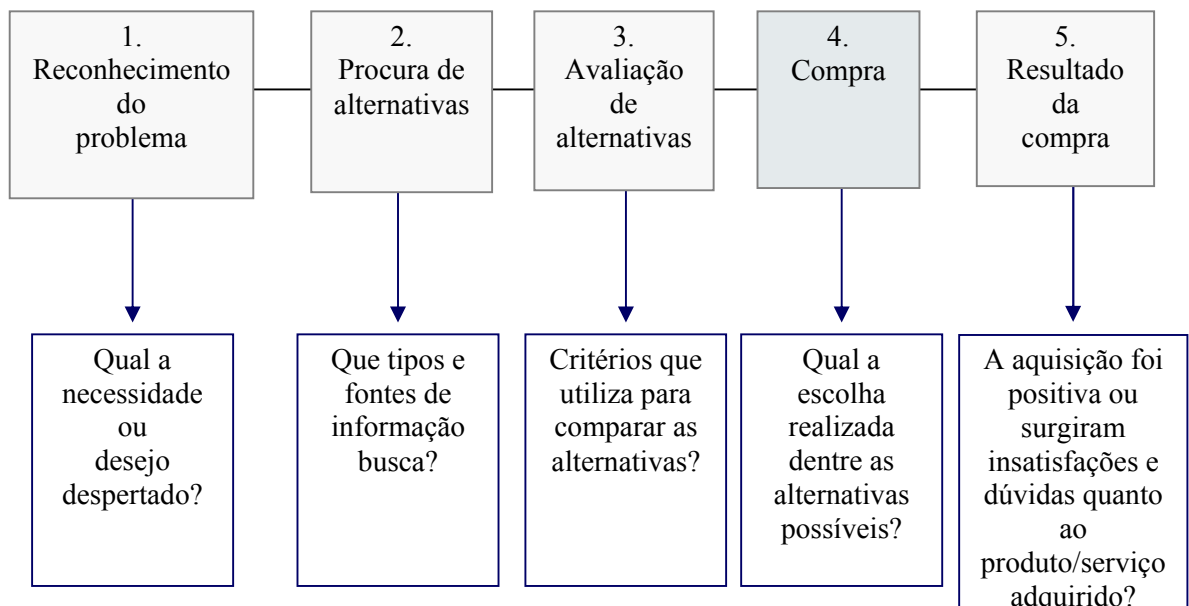 1.
Reconhecimento
do
problema
2.
Procura de
alternativas
3.
Avaliação
de
alternativas
4.
Compra
5.
Resultado
da
compra
Qual a
necessidade
ou
desejo
despertado?
Que tipos e
fontes de
informação
busca?
Critérios que
utiliza para
comparar as
alternativas?
Qual a
escolha
realizada
dentre as
alternativas
possíveis?
A aquisição foi
positiva ou
surgiram
insatisfações e
dúvidas quanto
ao
produto/serviço
adquirido?